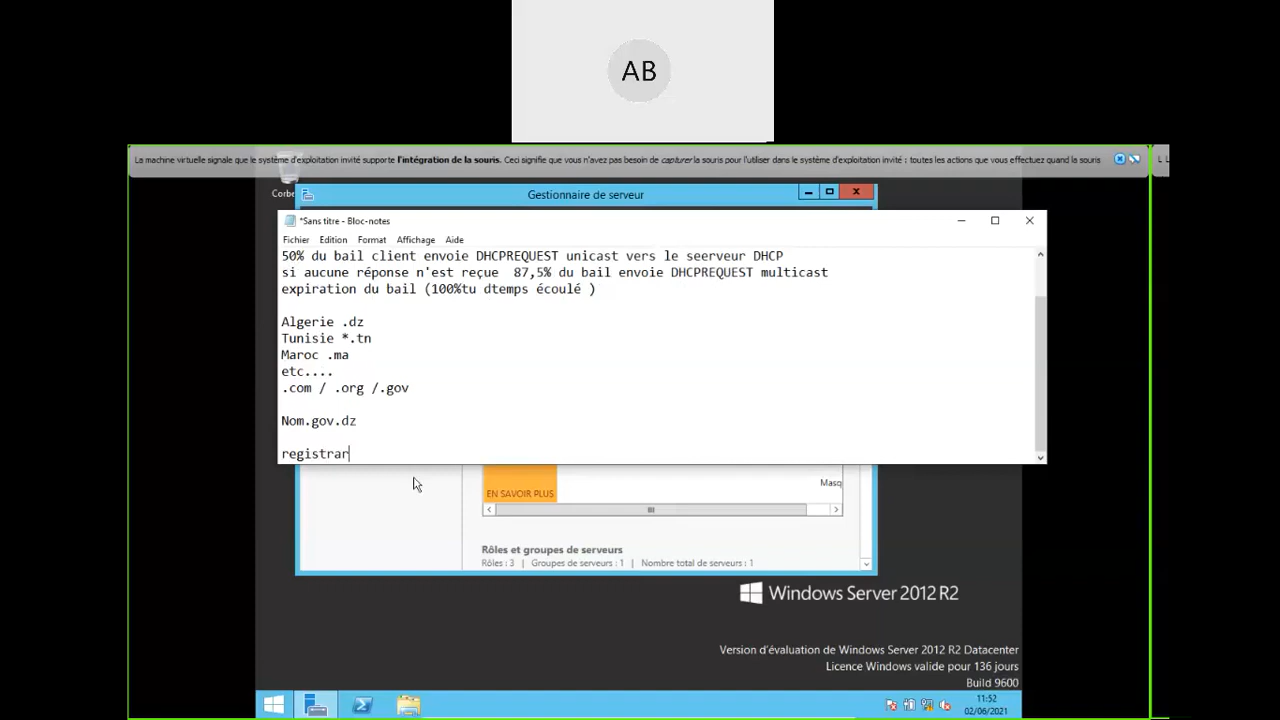 AB
La machine virtuelle signale que le système d'exploitation invité supporte l'intégration de la souris. Ceci signifie que vous n'avez pas besoin de capturer la souris pour l'utiliser dans le système d'exploitation invité ; toutes les actions que vous effectuez quand la souris
Corbe
Gestionnaire de serveur
*Sans titre - Bloc-notes
Fichier Edition Format Affichage Aide
50% du bail client envoie DHCPREQUEST unicast vers le seerveur DHCP
si aucune réponse n'est reçue 87,5% du bail envoie DHCPREQUEST multicast
expiration du bail (100%tu dtemps écoulé )
Algerie .dz
Tunisie *.tn
Maroc .ma
etc....
.com / .org /.gov
Nom.gov.dz
registrar
EN SAVOIR PLUS
Masq
Rôles et groupes de serveurs
Rôles : 3 | Groupes de serveurs : 1 | Nombre total de serveurs : 1
Windows Server 2012 R2
Version d'évaluation de Windows Server 2012 R2 Datacenter
Licence Windows valide pour 136 jours
Build 9600
11:52
02/06/2021